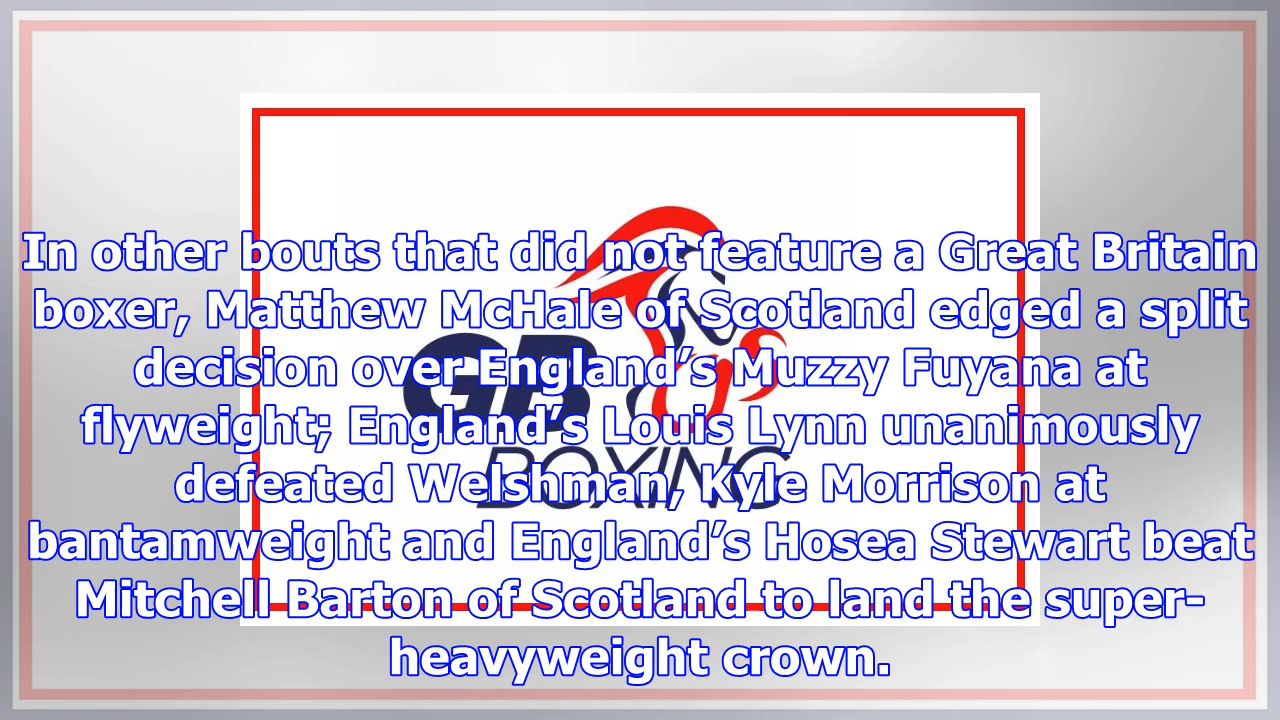 In other bouts that did not feature a Great Britain
boxer, Matthew McHale of Scotland edged a split
decision over England’s Muzzy Fuyana at
flyweight; England’s Louis Lynn unanimously
defeated Welshman, Kyle Morrison at
bantamweight and England’s Hosea Stewart beat
Mitchell Barton of Scotland to land the super-
heavyweight crown.
GB
BOXING